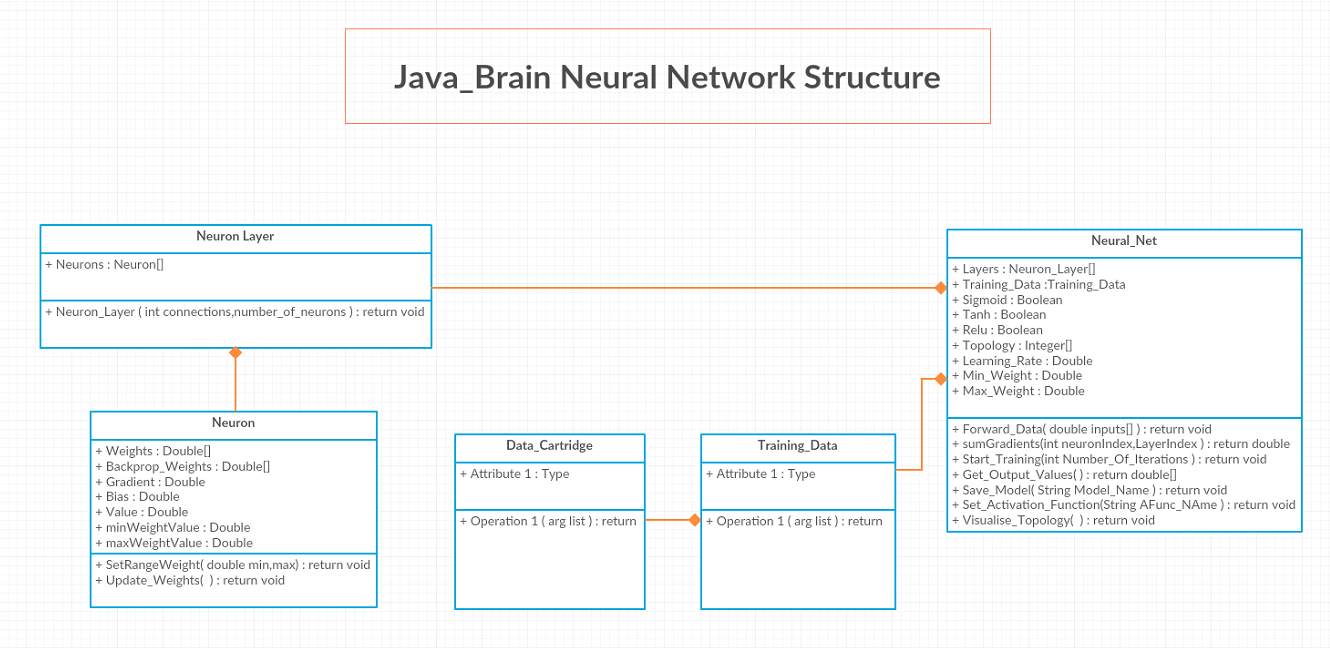 Java_Brain Neural Network Structure
Neuron Layer
+ Neurons : Neuron[]
+ Neuron_Layer ( int connections,number_of_neurons ) : return void
Neural_Net
+ Layers : Neuron_Layer[]
+ Training_Data :Training_Data
+ Sigmoid : Boolean
+ Tanh : Boolean
+ Relu : Boolean
+ Topology : Integer[]
+ Learning_Rate : Double
+ Min_Weight : Double
+ Max_Weight : Double
+ Forward_Data( double inputs[] ) : return void
+ sumGradients(int neuronIndex,LayerIndex ) : return double
+ Start_Training(int Number_Of_Iterations ) : return void
+ Get_Output_Values( ) : return double[]
+ Save_Model( String Model_Name ) : return void
+ Set_Activation_Function(String AFunc_NAme ) : return void
+ Visualise_Topology(  ) : return void
Neuron
+ Weights : Double[]
+ Backprop_Weights : Double[]
+ Gradient : Double
+ Bias : Double
+ Value : Double
+ minWeightValue : Double
+ maxWeightValue : Double
+ SetRangeWeight( double min,max) : return void
+ Update_Weights(  ) : return void
Data_Cartridge
+ Attribute 1 : Type
+ Operation 1 ( arg list ) : return
Training_Data
+ Attribute 1 : Type
+ Operation 1 ( arg list ) : return